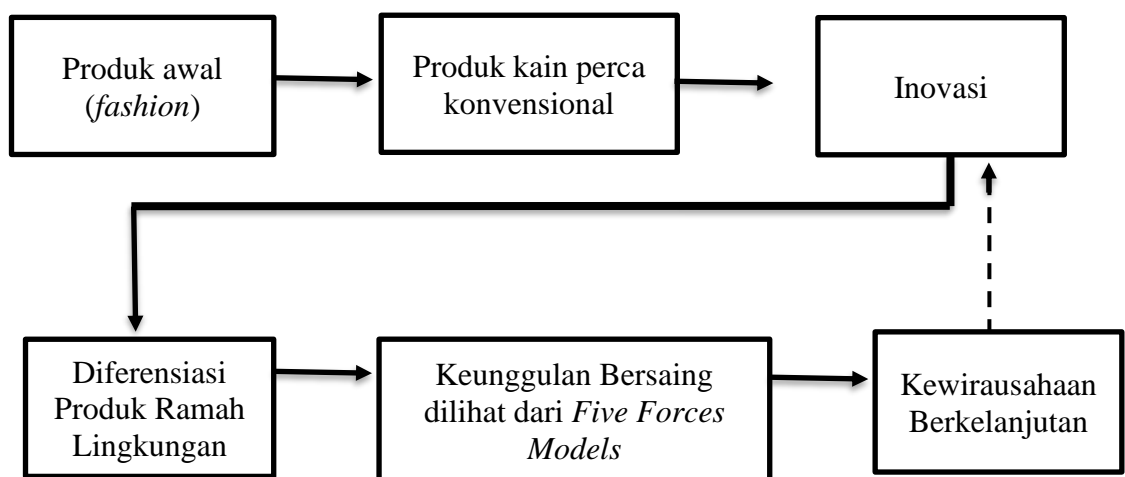 Produk awal
(fashion)
Produk kain perca
konvensional
Inovasi
Diferensiasi
Produk Ramah
Lingkungan
Keunggulan Bersaing
dilihat dari Five Forces
Models
Kewirausahaan
Berkelanjutan